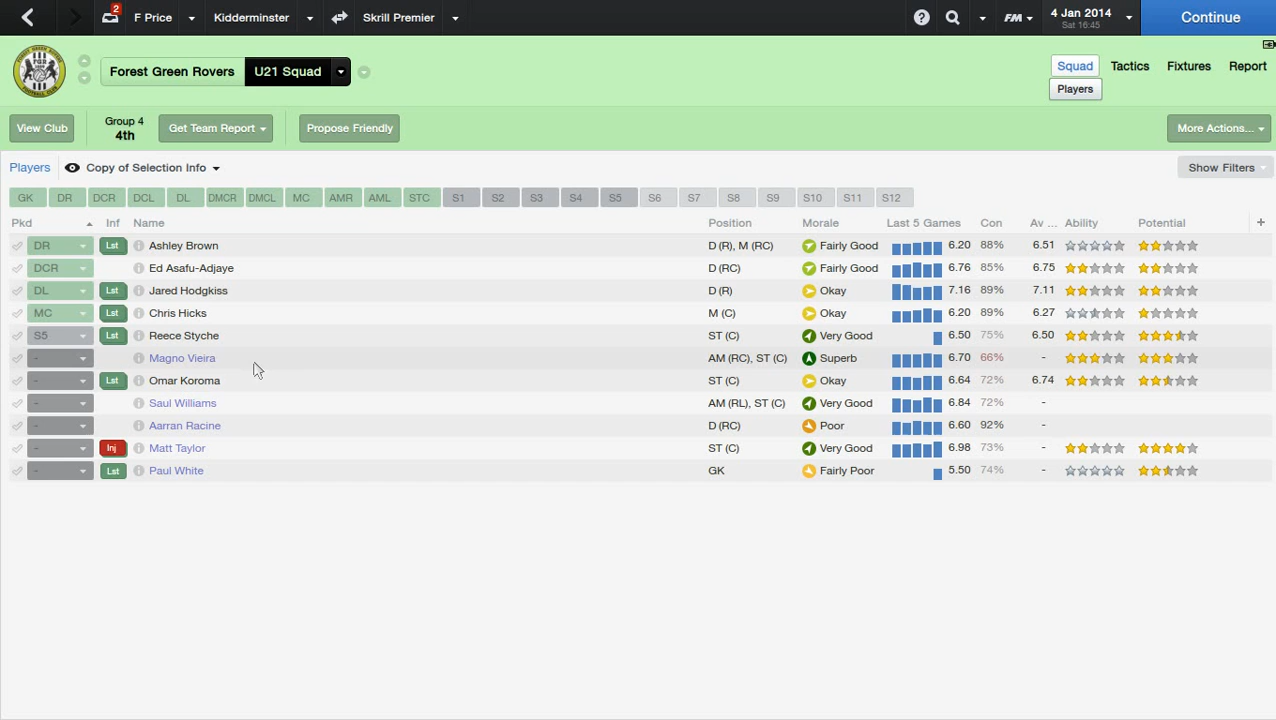 2
F Price Kidderminster Skrill Premier ? FM 4 Jan 2014 Continue
Sat 16:45
Forest Green Rovers U21 Squad Squad Tactics Fixtures Report
Players
View Club Group 4 4th Get Team Report Propose Friendly More Actions...
Players Copy of Selection Info Show Filters
GK DR DCR DCL DL DMCR DMCL MC AMR AML STC S1 S2 S3 S4 S5 S6 S7 S8 S9 S10 S11 S12
Pkd Inf Name Position Morale Last 5 Games Con Av ... Ability Potential +
DR Lst Ashley Brown D (R), M (RC) Fairly Good 6.20 88% 6.51
DCR Ed Asafu-Adjaye D (RC) Fairly Good 6.76 85% 6.75
DL Lst Jared Hodgkiss D (R) Okay 7.16 89% 7.11
MC Lst Chris Hicks M (C) Okay 6.20 89% 6.27
S5 Lst Reece Styche ST (C) Very Good 6.50 75% 6.50
- Magno Vieira AM (RC), ST (C) Superb 6.70 66% -
- Lst Omar Koroma ST (C) Okay 6.64 72% 6.74
- Saul Williams AM (RL), ST (C) Very Good 6.84 72% -
- Aarran Racine D (RC) Poor 6.60 92% -
- Inj Matt Taylor ST (C) Very Good 6.98 73% -
- Lst Paul White GK Fairly Poor 5.50 74% -